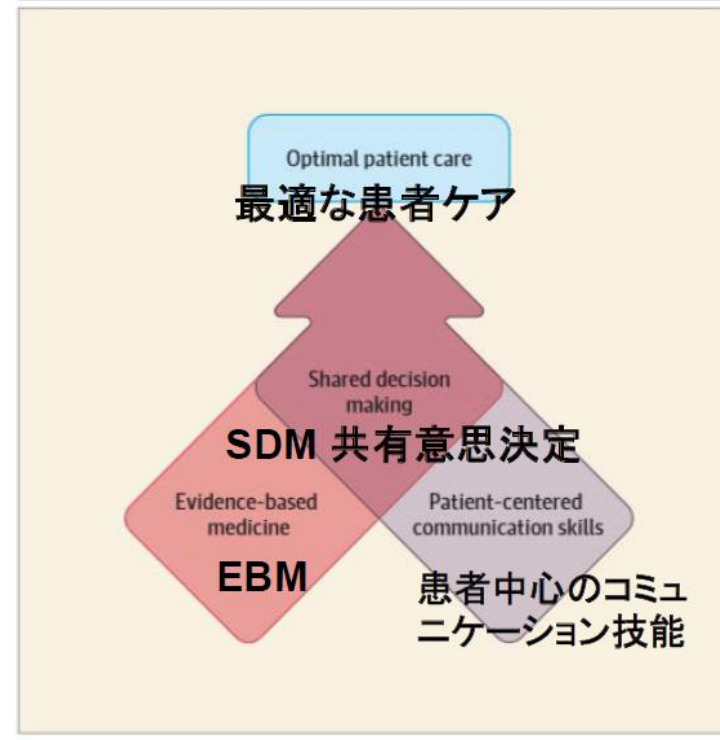 Optimal patient care
最適な患者ケア
Shared decision
making
SDM 共有意思決定
Evidence-based
medicine
EBM
Patient-centered
communication skills
患者中心のコミュ
ニケーション技能